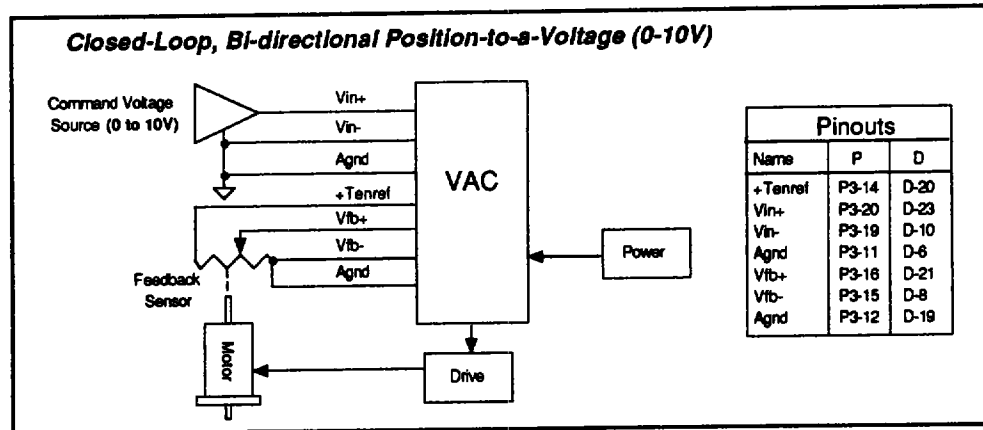 Closed-Loop, Bi-directional Position-to-a-Voltage (0-10V)
Command Voltage
Source (0 to 10V)
Vin+
Vin-
Agnd
+Tenref
Vfb+
Vfb-
Agnd
VAC
Feedback
Sensor
Motor
Drive
Power
Pinouts
Name P D
+Tenref P3-14 D-20
Vin+ P3-20 D-23
Vin- P3-19 D-10
Agnd P3-11 D-6
Vfb+ P3-16 D-21
Vfb- P3-15 D-8
Agnd P3-12 D-19